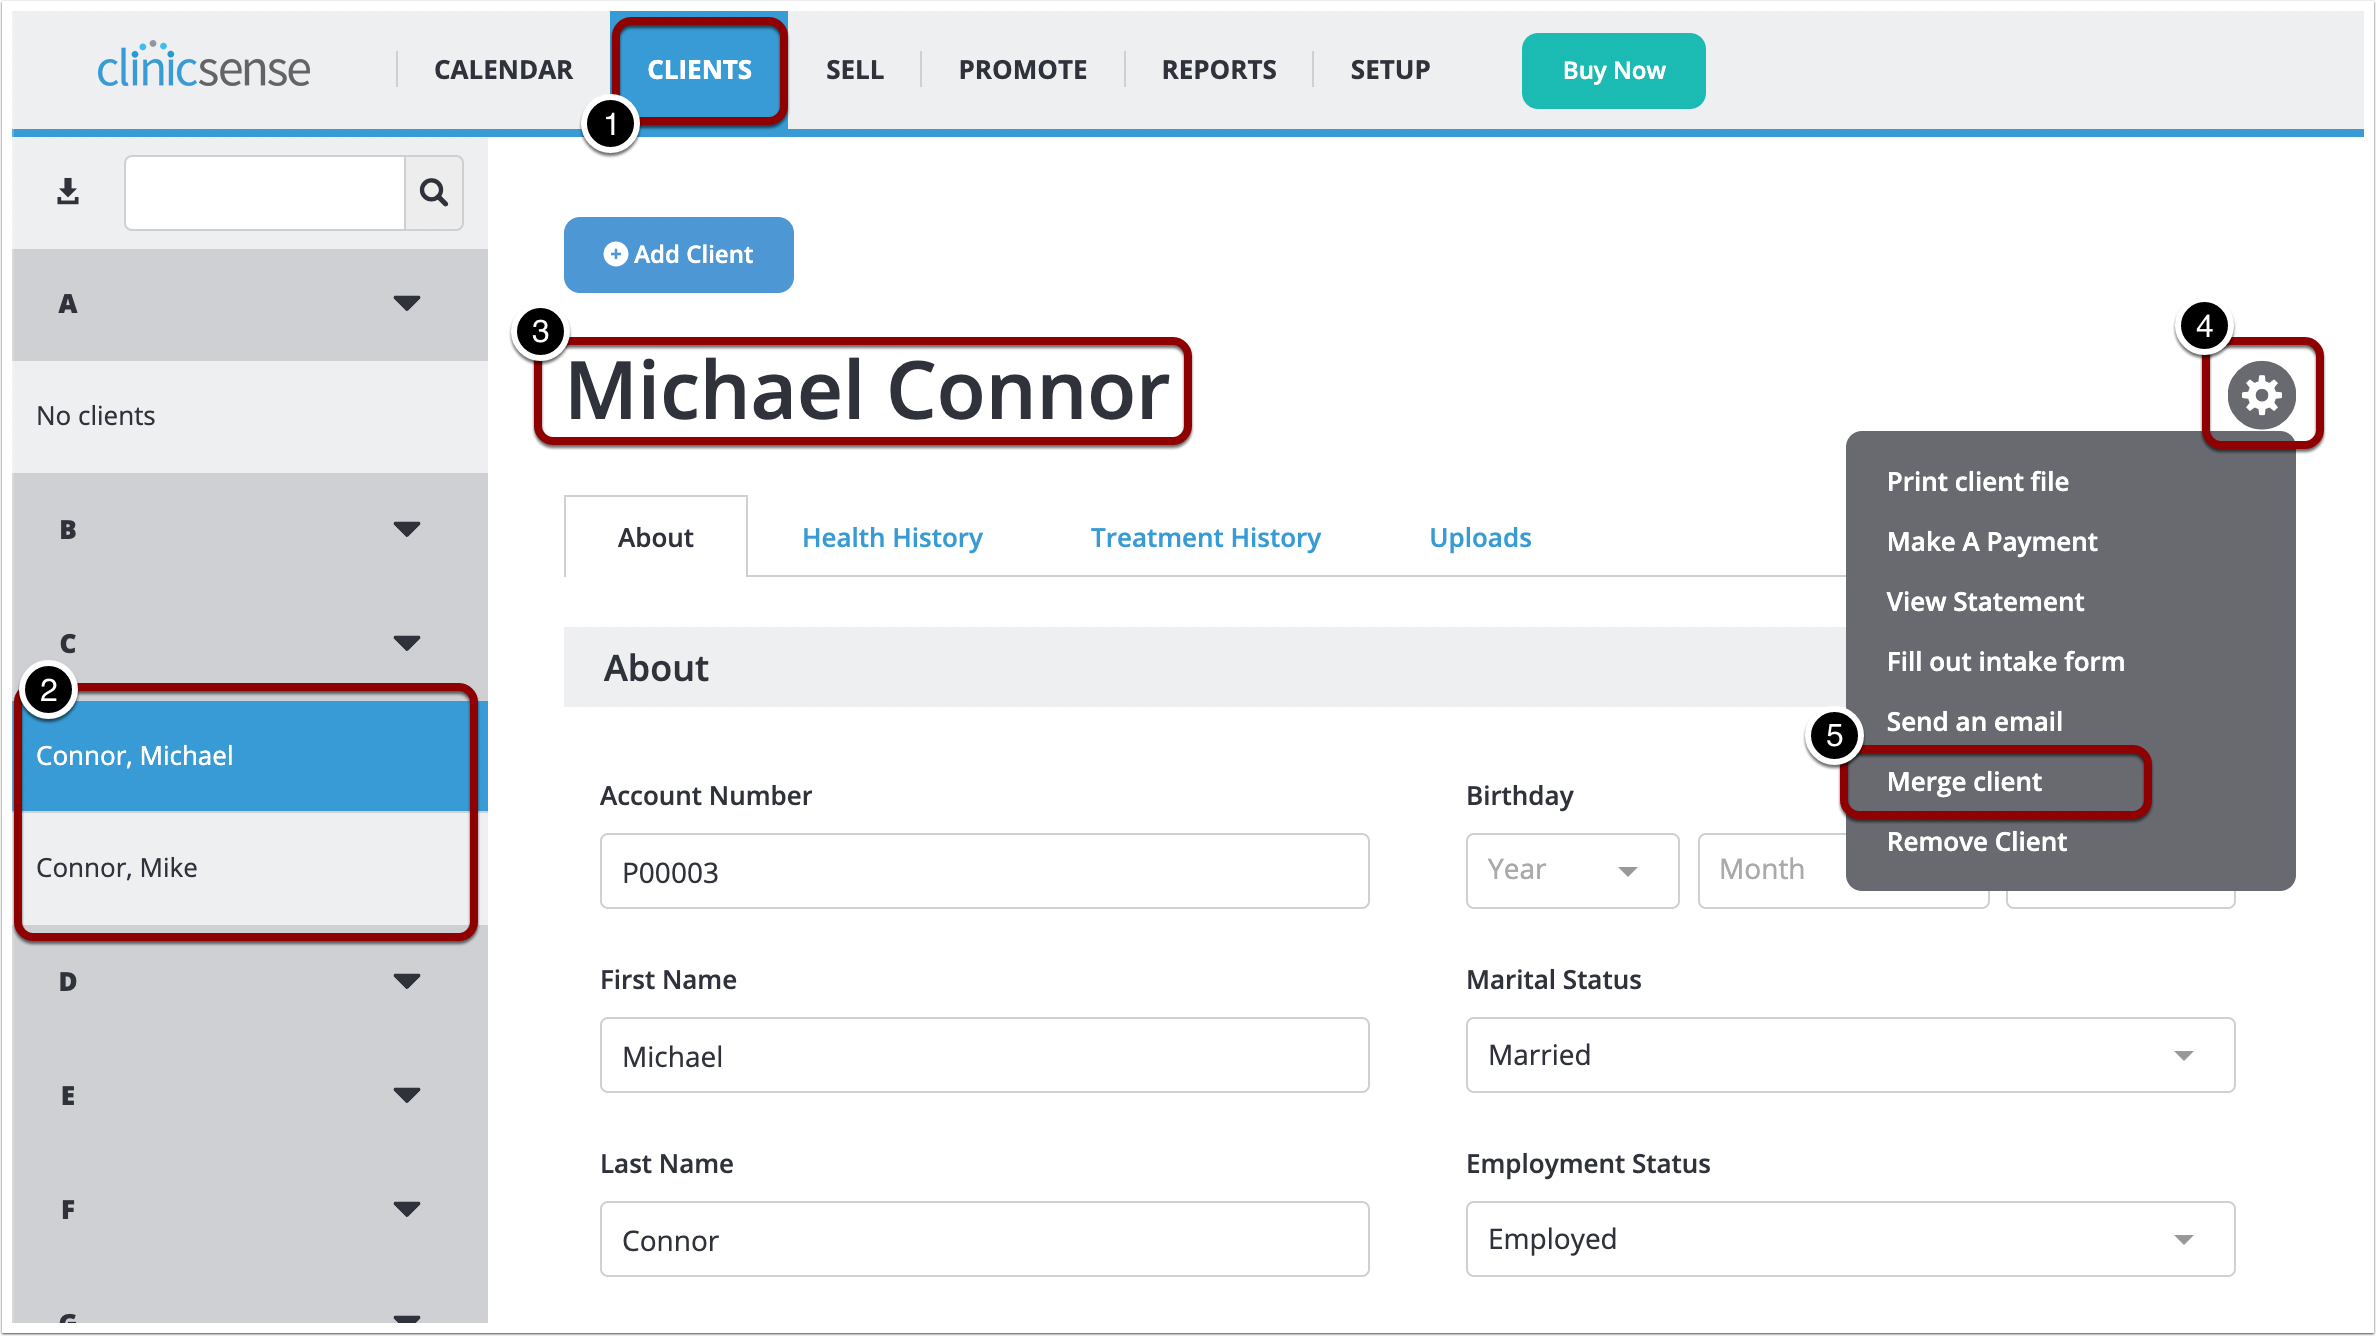 clinicsense
CALENDAR
CLIENTS
SELL
PROMOTE
REPORTS
SETUP
Buy Now
1
A
No clients
B
C
2
Connor, Michael
Connor, Mike
D
E
F
G
Add Client
3
Michael Connor
4
About
Health History
Treatment History
Uploads
Print client file
Make A Payment
View Statement
Fill out intake form
Send an email
5
Merge client
Remove Client
About
Account Number
P00003
Birthday
Year
Month
First Name
Michael
Marital Status
Married
Last Name
Connor
Employment Status
Employed